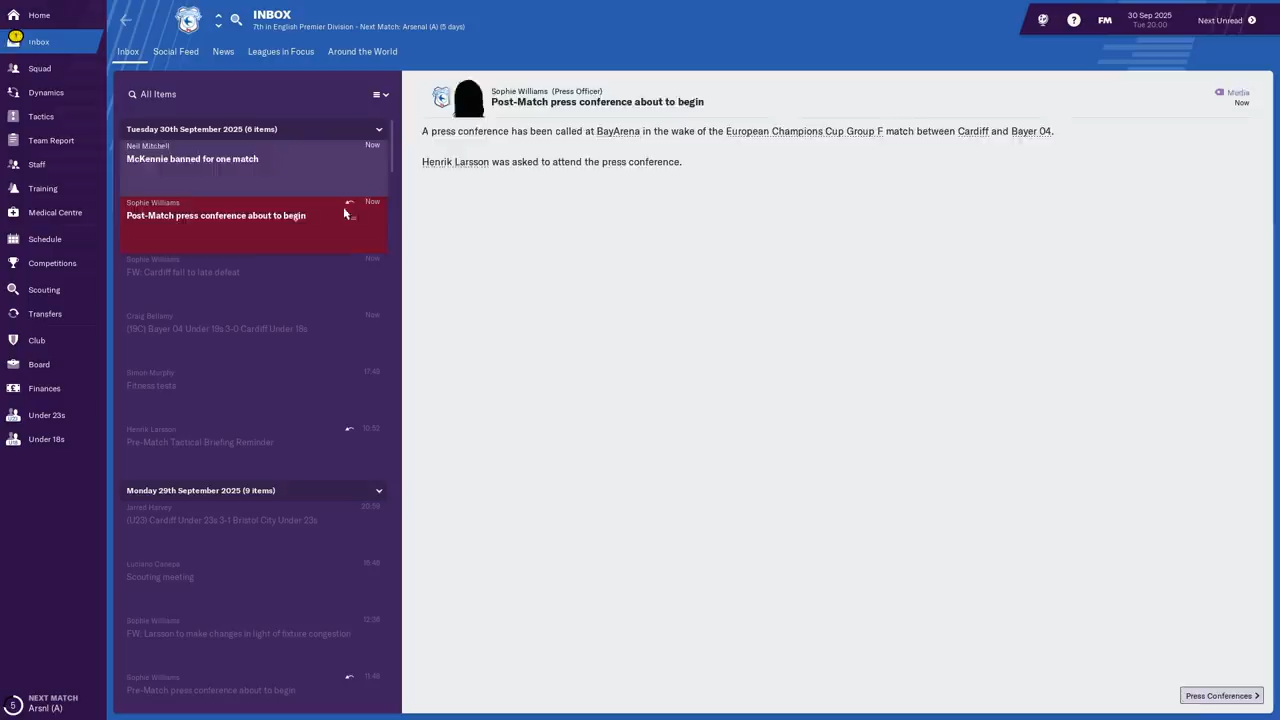 Home
Inbox
Squad
Dynamics
Tactics
Team Report
Staff
Training
Medical Centre
Schedule
Competitions
Scouting
Transfers
Club
Board
Finances
Under 23s
Under 18s
5
NEXT MATCH
Arsnl (A)
INBOX
7th in English Premier Division - Next Match: Arsenal (A) (5 days)
FM
30 Sep 2025
Tue 20:00
Next Unread
Inbox
Social Feed
News
Leagues in Focus
Around the World
All Items
Tuesday 30th September 2025 (6 items)
Neil Mitchell
Now
McKennie banned for one match
Sophie Williams
Now
Post-Match press conference about to begin
Sophie Williams
Now
FW: Cardiff fall to late defeat
Craig Bellamy
Now
(19C) Bayer 04 Under 19s 3-0 Cardiff Under 18s
Simon Murphy
17:49
Fitness tests
Henrik Larsson
10:52
Pre-Match Tactical Briefing Reminder
Monday 29th September 2025 (9 items)
Jarred Harvey
20:59
(U23) Cardiff Under 23s 3-1 Bristol City Under 23s
Luciano
Scouting meeting
Sophie Williams
FW: Larsson to make changes in light of fixture congestion
Sophie Williams
11:49
Pre-Match press conference about to begin
Sophie Williams (Press Officer)
Post-Match press conference about to begin
Media
Now
A press conference has been called at BayArena in the wake of the European Champions Cup Group F match between Cardiff and Bayer 04.
Henrik Larsson was asked to attend the press conference.
Press Conferences